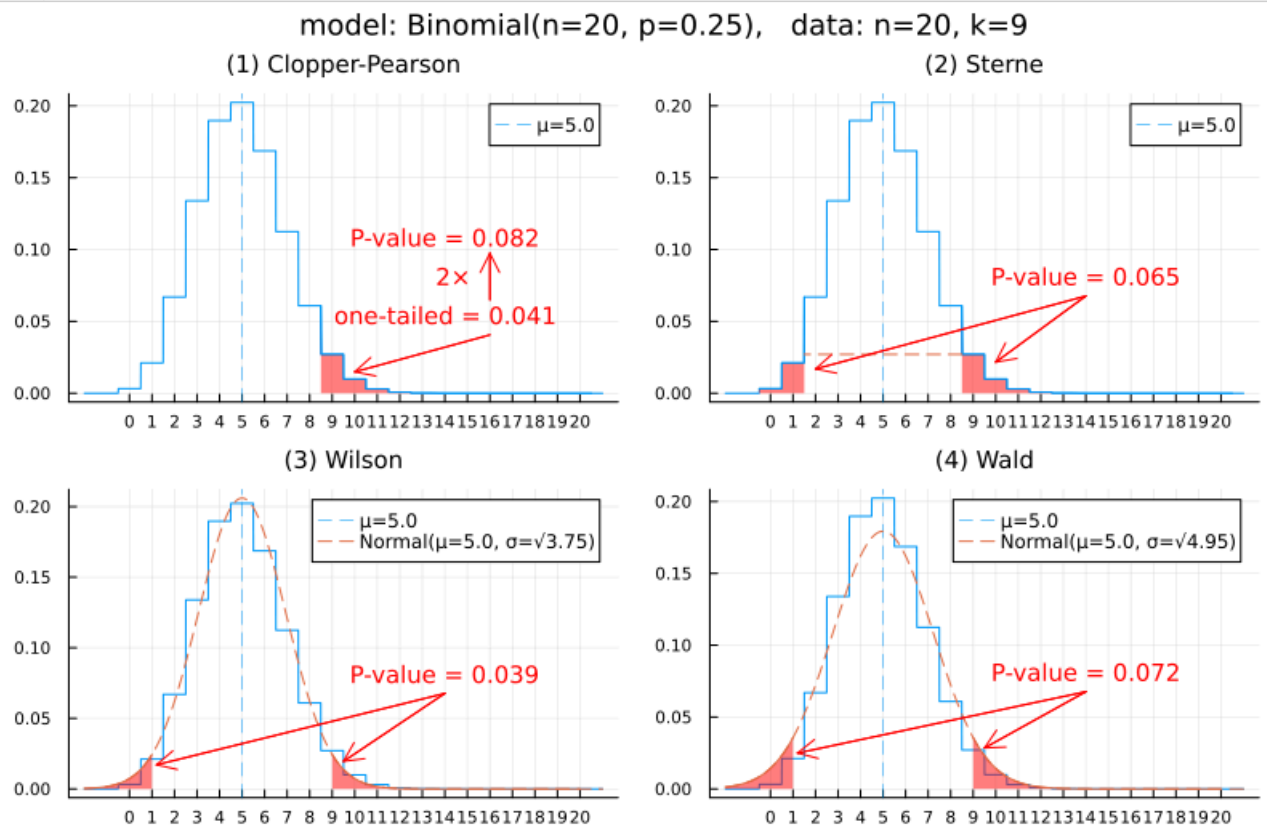 model: Binomial(n=20, p=0.25),   data: n=20, k=9
(1) Clopper-Pearson
0.20
0.15
0.10
0.05
0.00
μ=5.0
P-value = 0.082
2×
one-tailed = 0.041
0 1 2 3 4 5 6 7 8 9 10 11 12 13 14 15 16 17 18 19 20
(2) Sterne
0.20
0.15
0.10
0.05
0.00
μ=5.0
P-value = 0.065
0 1 2 3 4 5 6 7 8 9 10 11 12 13 14 15 16 17 18 19 20
(3) Wilson
0.20
0.15
0.10
0.05
0.00
μ=5.0
Normal(μ=5.0, σ=√3.75)
P-value = 0.039
0 1 2 3 4 5 6 7 8 9 10 11 12 13 14 15 16 17 18 19 20
(4) Wald
0.20
0.15
0.10
0.05
0.00
μ=5.0
Normal(μ=5.0, σ=√4.95)
P-value = 0.072
0 1 2 3 4 5 6 7 8 9 10 11 12 13 14 15 16 17 18 19 20